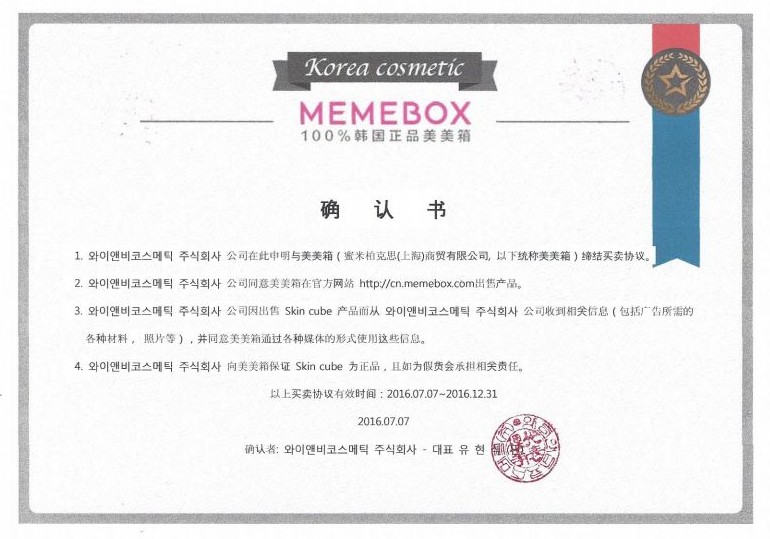 Korea cosmetic
MEMEBOX
100%韩国正品美美箱
确 认 书
1. 와이앤비코스메틱 주식회사 公司在此申明与美美箱 ( 蜜米柏克思(上海)商贸有限公司, 以下统称美美箱 ) 缔结买卖协议。
2. 와이앤비코스메틱 주식회사 公司同意美美箱在官方网站 http://cn.memebox.com出售产品。
3. 와이앤비코스메틱 주식회사 公司因出售 Skin cube 产品而从 와이앤비코스메틱 주식회사 公司收到相关信息 ( 包括广告所需的
各种材料， 照片等 ) , 并同意美美箱通过各种媒体的形式使用这些信息。
4. 와이앤비코스메틱 주식회사 向美美箱保证 Skin cube 为正品 , 且如为假货会承担相关责任。
以上买卖协议有效时间 : 2016.07.07~2016.12.31
2016.07.07
确认者: 와이앤비코스메틱 주식회사 - 대표 유 현